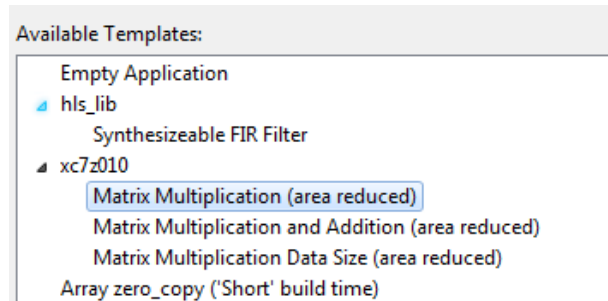 Available Templates:
Empty Application
hls_lib
Synthesizeable FIR Filter
xc7z010
Matrix Multiplication (area reduced)
Matrix Multiplication and Addition (area reduced)
Matrix Multiplication Data Size (area reduced)
Array zero_copy ('Short' build time)